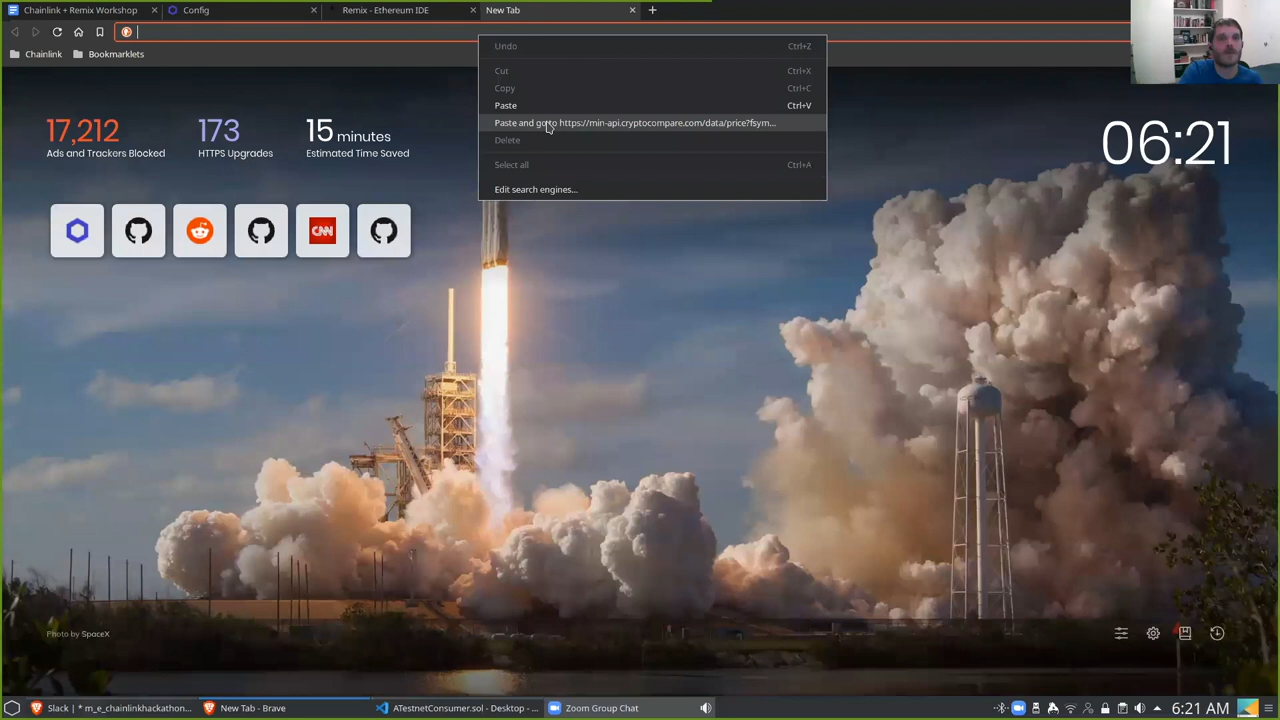 Chainlink + Remix Workshop
Config
Remix - Ethereum IDE
New Tab
Chainlink
Bookmarklets
Undo Ctrl+Z
Cut Ctrl+X
Copy Ctrl+C
Paste Ctrl+V
Paste and go to https://min-api.cryptocompare.com/data/price?fsym...
Delete
Select all Ctrl+A
Edit search engines...
17,212
Ads and Trackers Blocked
173
HTTPS Upgrades
15 minutes
Estimated Time Saved
06:21
CNN
Photo by SpaceX
Slack | * m_e_chainlinkhackathon...
New Tab - Brave
ATestnetConsumer.sol - Desktop - ...
Zoom Group Chat
6:21 AM